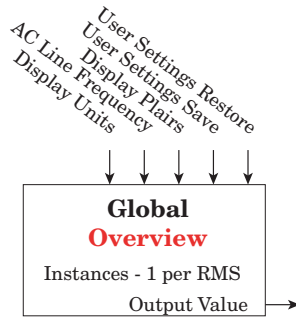 User Settings Restore
User Settings Save
Display Plairs
AC Line Frequency
Display Units
Global
Overview
Instances - 1 per RMS
Output Value